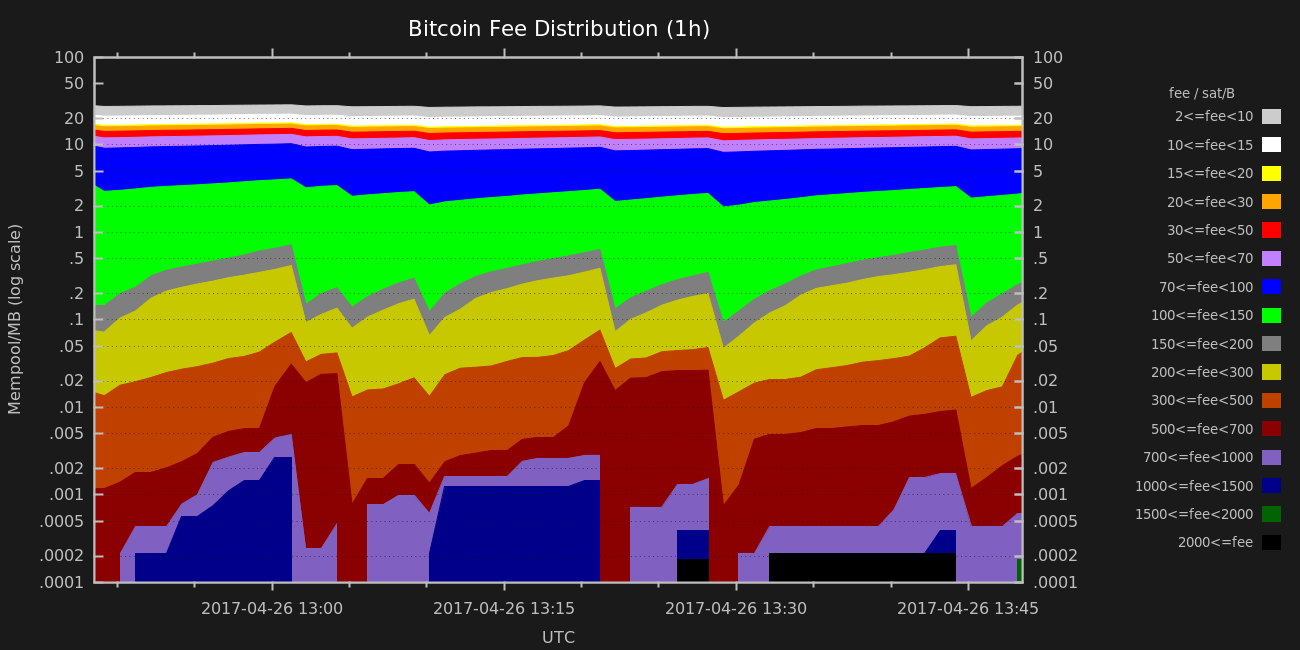 Bitcoin Fee Distribution (1h)
Mempool/MB (log scale)
100
50
20
10
5
2
1
.5
.2
.1
.05
.02
.01
.005
.002
.001
.0005
.0002
.0001
100
50
20
10
5
2
1
.5
.2
.1
.05
.02
.01
.005
.002
.001
.0005
.0002
.0001
2017-04-26 13:00
2017-04-26 13:15
2017-04-26 13:30
2017-04-26 13:45
UTC
fee / sat/B
2<=fee<10
10<=fee<15
15<=fee<20
20<=fee<30
30<=fee<50
50<=fee<70
70<=fee<100
100<=fee<150
150<=fee<200
200<=fee<300
300<=fee<500
500<=fee<700
700<=fee<1000
1000<=fee<1500
1500<=fee<2000
2000<=fee